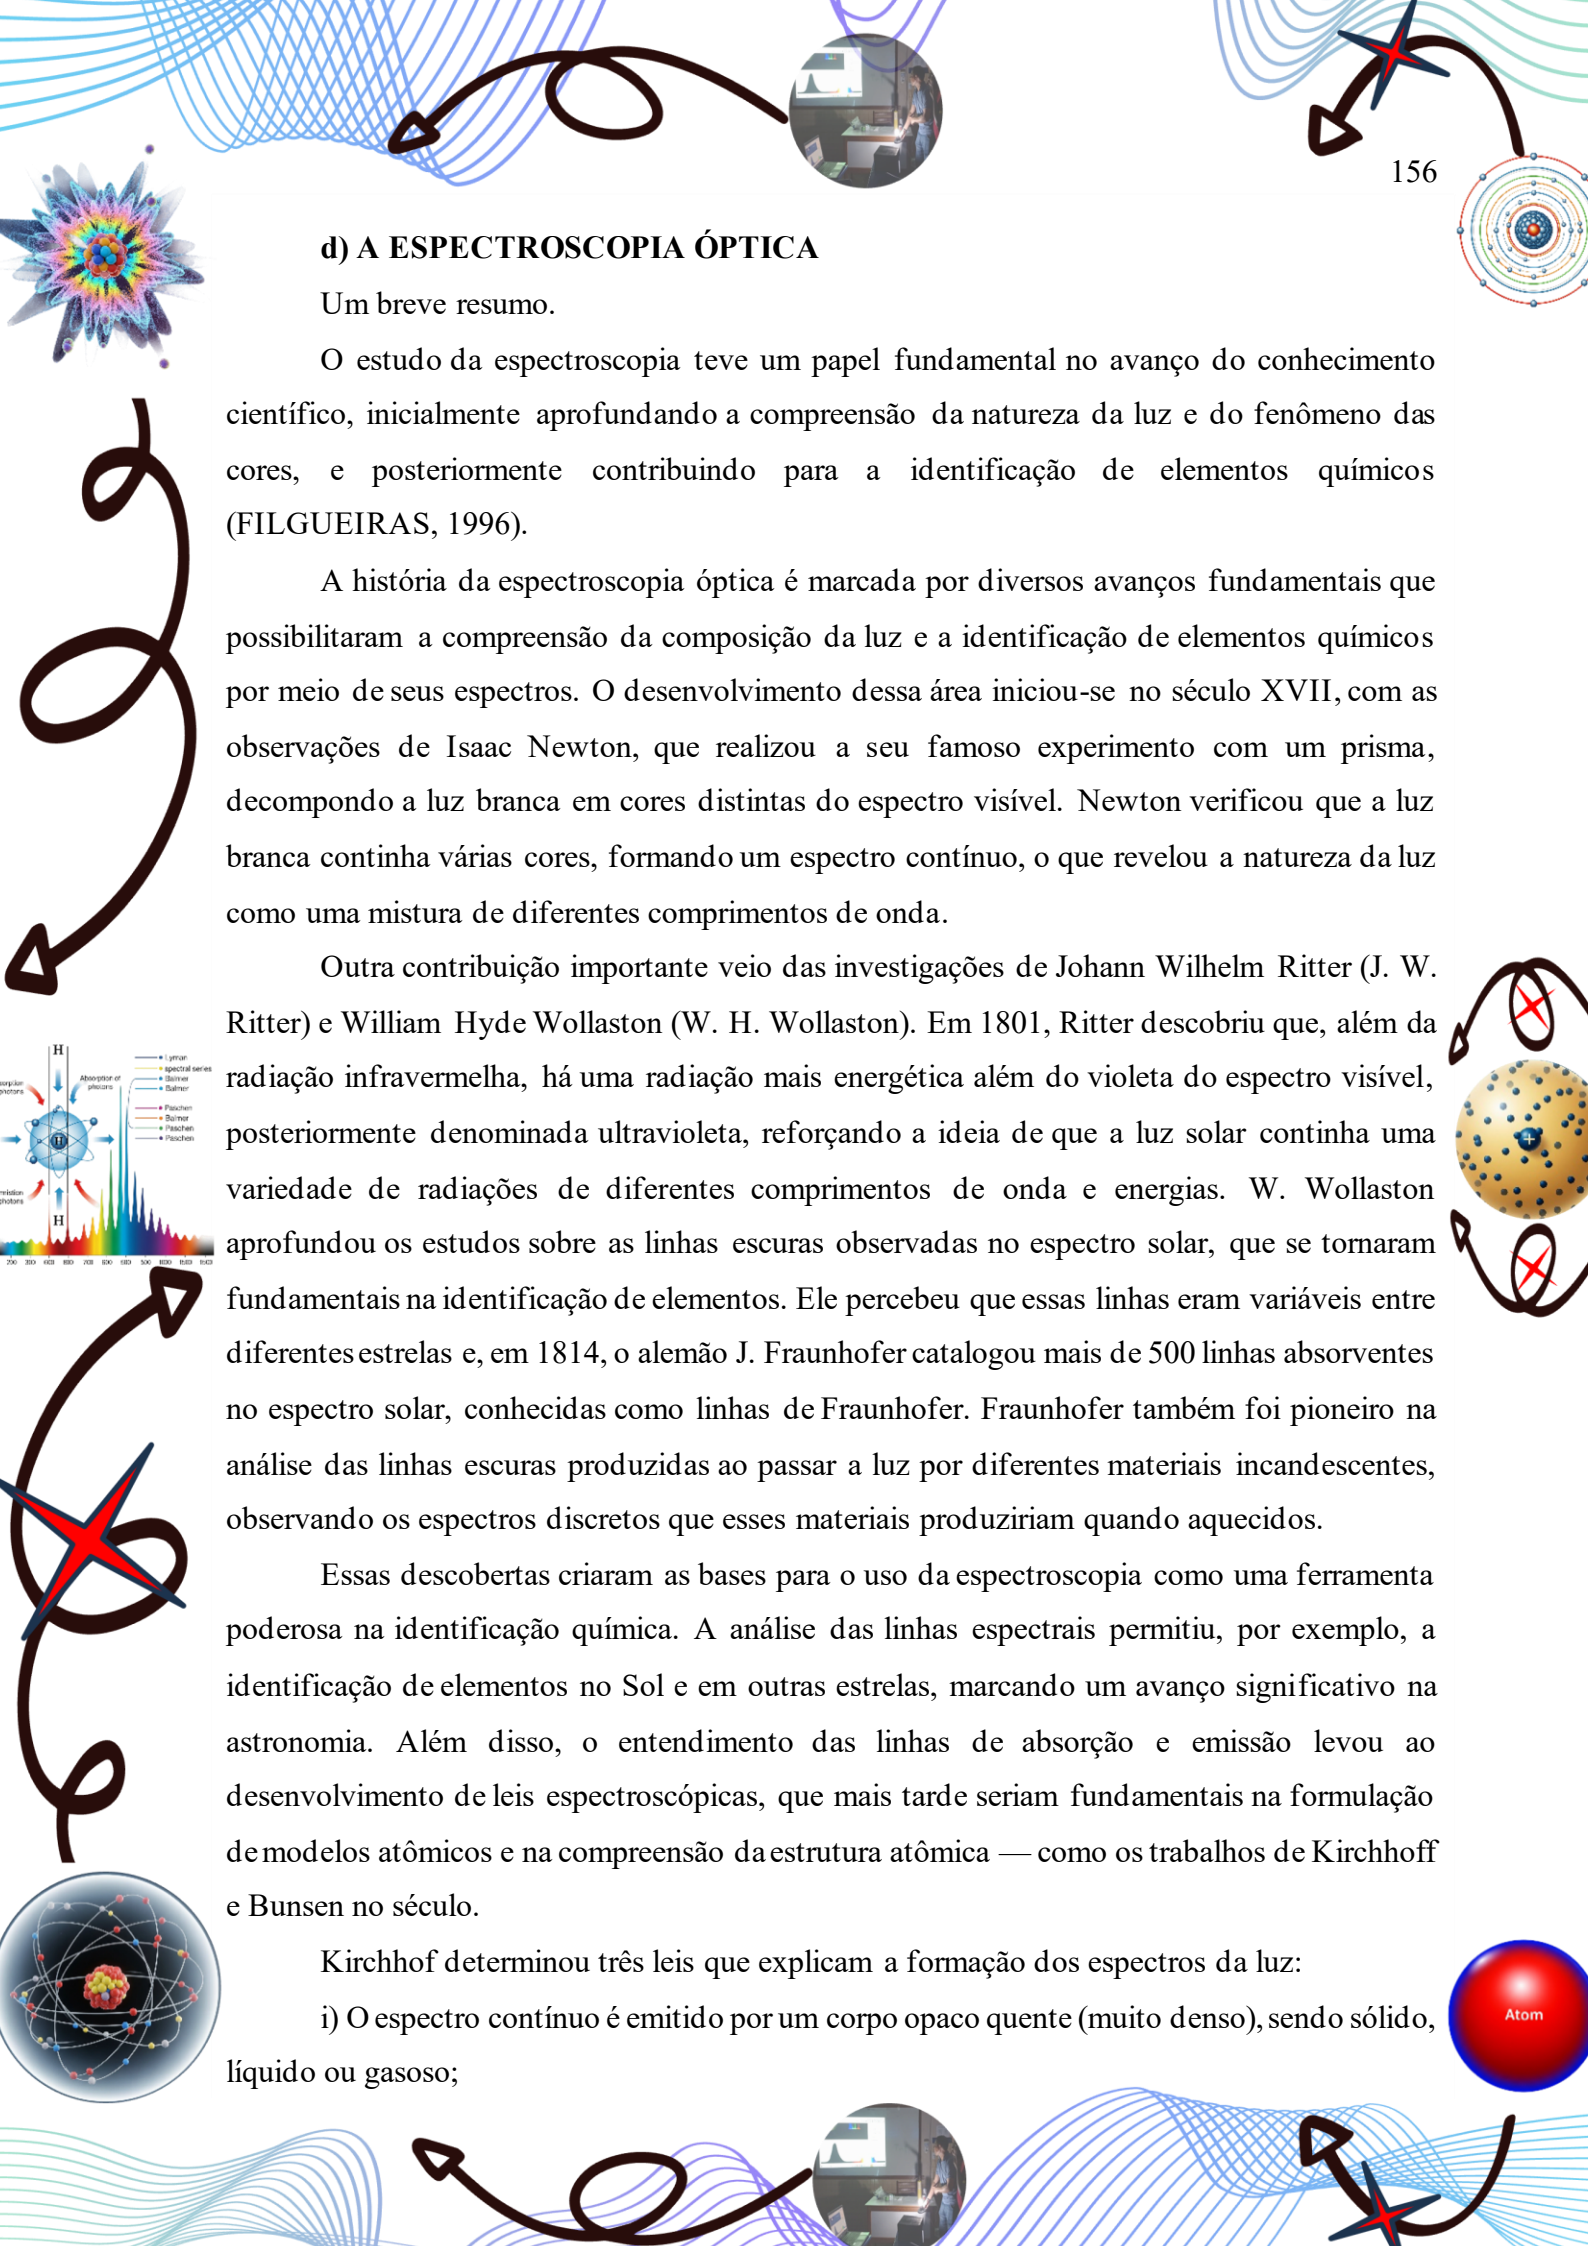 156
d) A ESPECTROSCOPIA ÓPTICA
Um breve resumo.
O estudo da espectroscopia teve um papel fundamental no avanço do conhecimento
científico, inicialmente aprofundando a compreensão da natureza da luz e do fenômeno das
cores, e posteriormente contribuindo para a identificação de elementos químicos
(FILGUEIRAS, 1996).
A história da espectroscopia óptica é marcada por diversos avanços fundamentais que
possibilitaram a compreensão da composição da luz e a identificação de elementos químicos
por meio de seus espectros. O desenvolvimento dessa área iniciou-se no século XVII, com as
observações de Isaac Newton, que realizou a seu famoso experimento com um prisma,
decompondo a luz branca em cores distintas do espectro visível. Newton verificou que a luz
branca continha várias cores, formando um espectro contínuo, o que revelou a natureza da luz
como uma mistura de diferentes comprimentos de onda.
Outra contribuição importante veio das investigações de Johann Wilhelm Ritter (J. W.
Ritter) e William Hyde Wollaston (W. H. Wollaston). Em 1801, Ritter descobriu que, além da
radiação infravermelha, há uma radiação mais energética além do violeta do espectro visível,
posteriormente denominada ultravioleta, reforçando a ideia de que a luz solar continha uma
variedade de radiações de diferentes comprimentos de onda e energias. W. Wollaston
aprofundou os estudos sobre as linhas escuras observadas no espectro solar, que se tornaram
fundamentais na identificação de elementos. Ele percebeu que essas linhas eram variáveis entre
diferentes estrelas e, em 1814, o alemão J. Fraunhofer catalogou mais de 500 linhas absorventes
no espectro solar, conhecidas como linhas de Fraunhofer. Fraunhofer também foi pioneiro na
análise das linhas escuras produzidas ao passar a luz por diferentes materiais incandescentes,
observando os espectros discretos que esses materiais produziriam quando aquecidos.
Essas descobertas criaram as bases para o uso da espectroscopia como uma ferramenta
poderosa na identificação química. A análise das linhas espectrais permitiu, por exemplo, a
identificação de elementos no Sol e em outras estrelas, marcando um avanço significativo na
astronomia. Além disso, o entendimento das linhas de absorção e emissão levou ao
desenvolvimento de leis espectroscópicas, que mais tarde seriam fundamentais na formulação
de modelos atômicos e na compreensão da estrutura atômica — como os trabalhos de Kirchhoff
e Bunsen no século.
Kirchhof determinou três leis que explicam a formação dos espectros da luz:
i) O espectro contínuo é emitido por um corpo opaco quente (muito denso), sendo sólido,
líquido ou gasoso;
H
Absorption of
photons
Lyman
spectral series
Balmer
Balmer
Paschen
Balmer
Paschen
Paschen
H
H
+
Atom